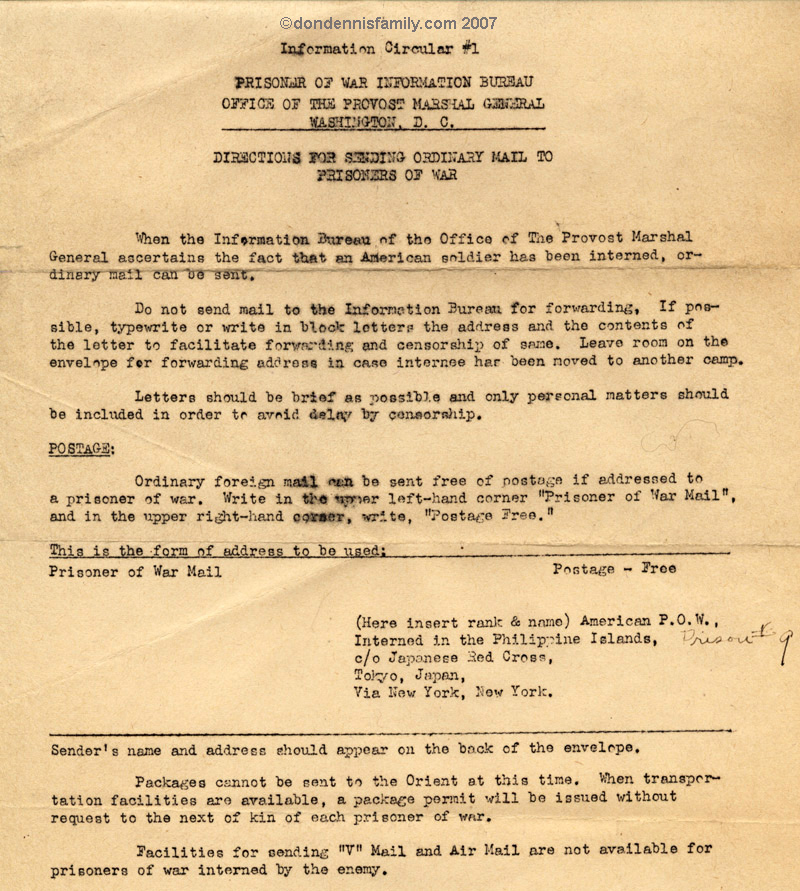 ©dondennisfamily.com 2007
Information Circular #1
PRISONER OF WAR INFORMATION BUREAU
OFFICE OF THE PROVOST MARSHAL GENERAL
WASHINGTON, D. C.
DIRECTIONS FOR SENDING ORDINARY MAIL TO
PRISONERS OF WAR
When the Information Bureau of the Office of The Provost Marshal
General ascertains the fact that an American soldier has been interned, or-
dinary mail can be sent.
Do not send mail to the Information Bureau for forwarding, If pos-
sible, typewrite or write in block letters the address and the contents of
the letter to facilitate forwarding and censorship of same. Leave room on the
envelope for forwarding address in case internee has been moved to another camp.
Letters should be brief as possible and only personal matters should
be included in order to avoid delay by censorship.
POSTAGE:
Ordinary foreign mail can be sent free of postage if addressed to
a prisoner of war. Write in the upper left-hand corner "Prisoner of War Mail",
and in the upper right-hand corner, write, "Postage Free."
This is the form of address to be used:
Prisoner of War Mail Postage - Free
(Here insert rank & name) American P.O.W.,
Interned in the Philippine Islands, Prison # 9
c/o Japanese Red Cross,
Tokyo, Japan,
Via New York, New York.
Sender's name and address should appear on the back of the envelope.
Packages cannot be sent to the Orient at this time. When transpor-
tation facilities are available, a package permit will be issued without
request to the next of kin of each prisoner of war.
Facilities for sending "V" Mail and Air Mail are not available for
prisoners of war interned by the enemy.